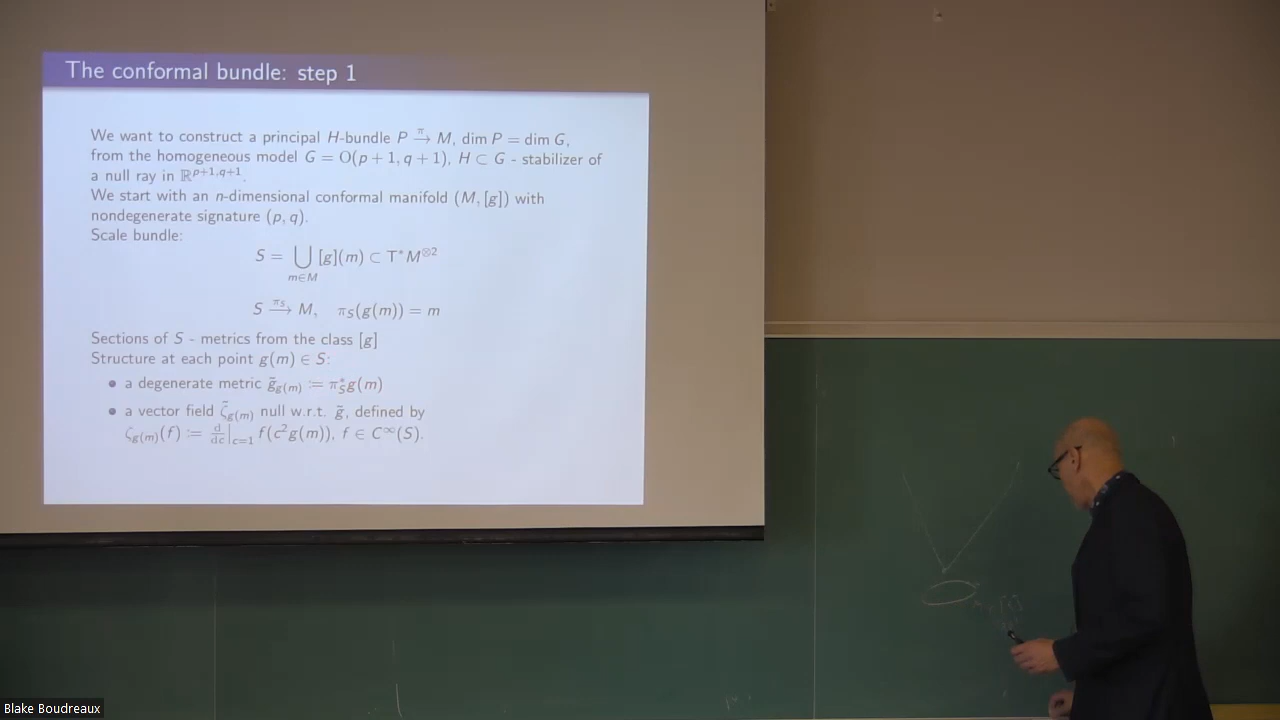 The conformal bundle: step 1
We want to construct a principal H-bundle P →^π M, dim P = dim G,
from the homogeneous model G = O(p + 1, q + 1), H ⊂ G - stabilizer of
a null ray in ℝ^{p+1,q+1}.
We start with an n-dimensional conformal manifold (M, [g]) with
nondegenerate signature (p, q).
Scale bundle:
S = ⋃_{m∈M} [g](m) ⊂ T*M^{⊗2}
S →^{π_S} M, π_S(g(m)) = m
Sections of S - metrics from the class [g]
Structure at each point g(m) ∈ S:
• a degenerate metric g̃_{g(m)} := π*_S g(m)
• a vector field ζ̃_{g(m)} null w.r.t. g̃, defined by
ζ_{g(m)}(f) := d/dc|_{c=1} f(c²g(m)), f ∈ C^∞(S).
Blake Boudreaux